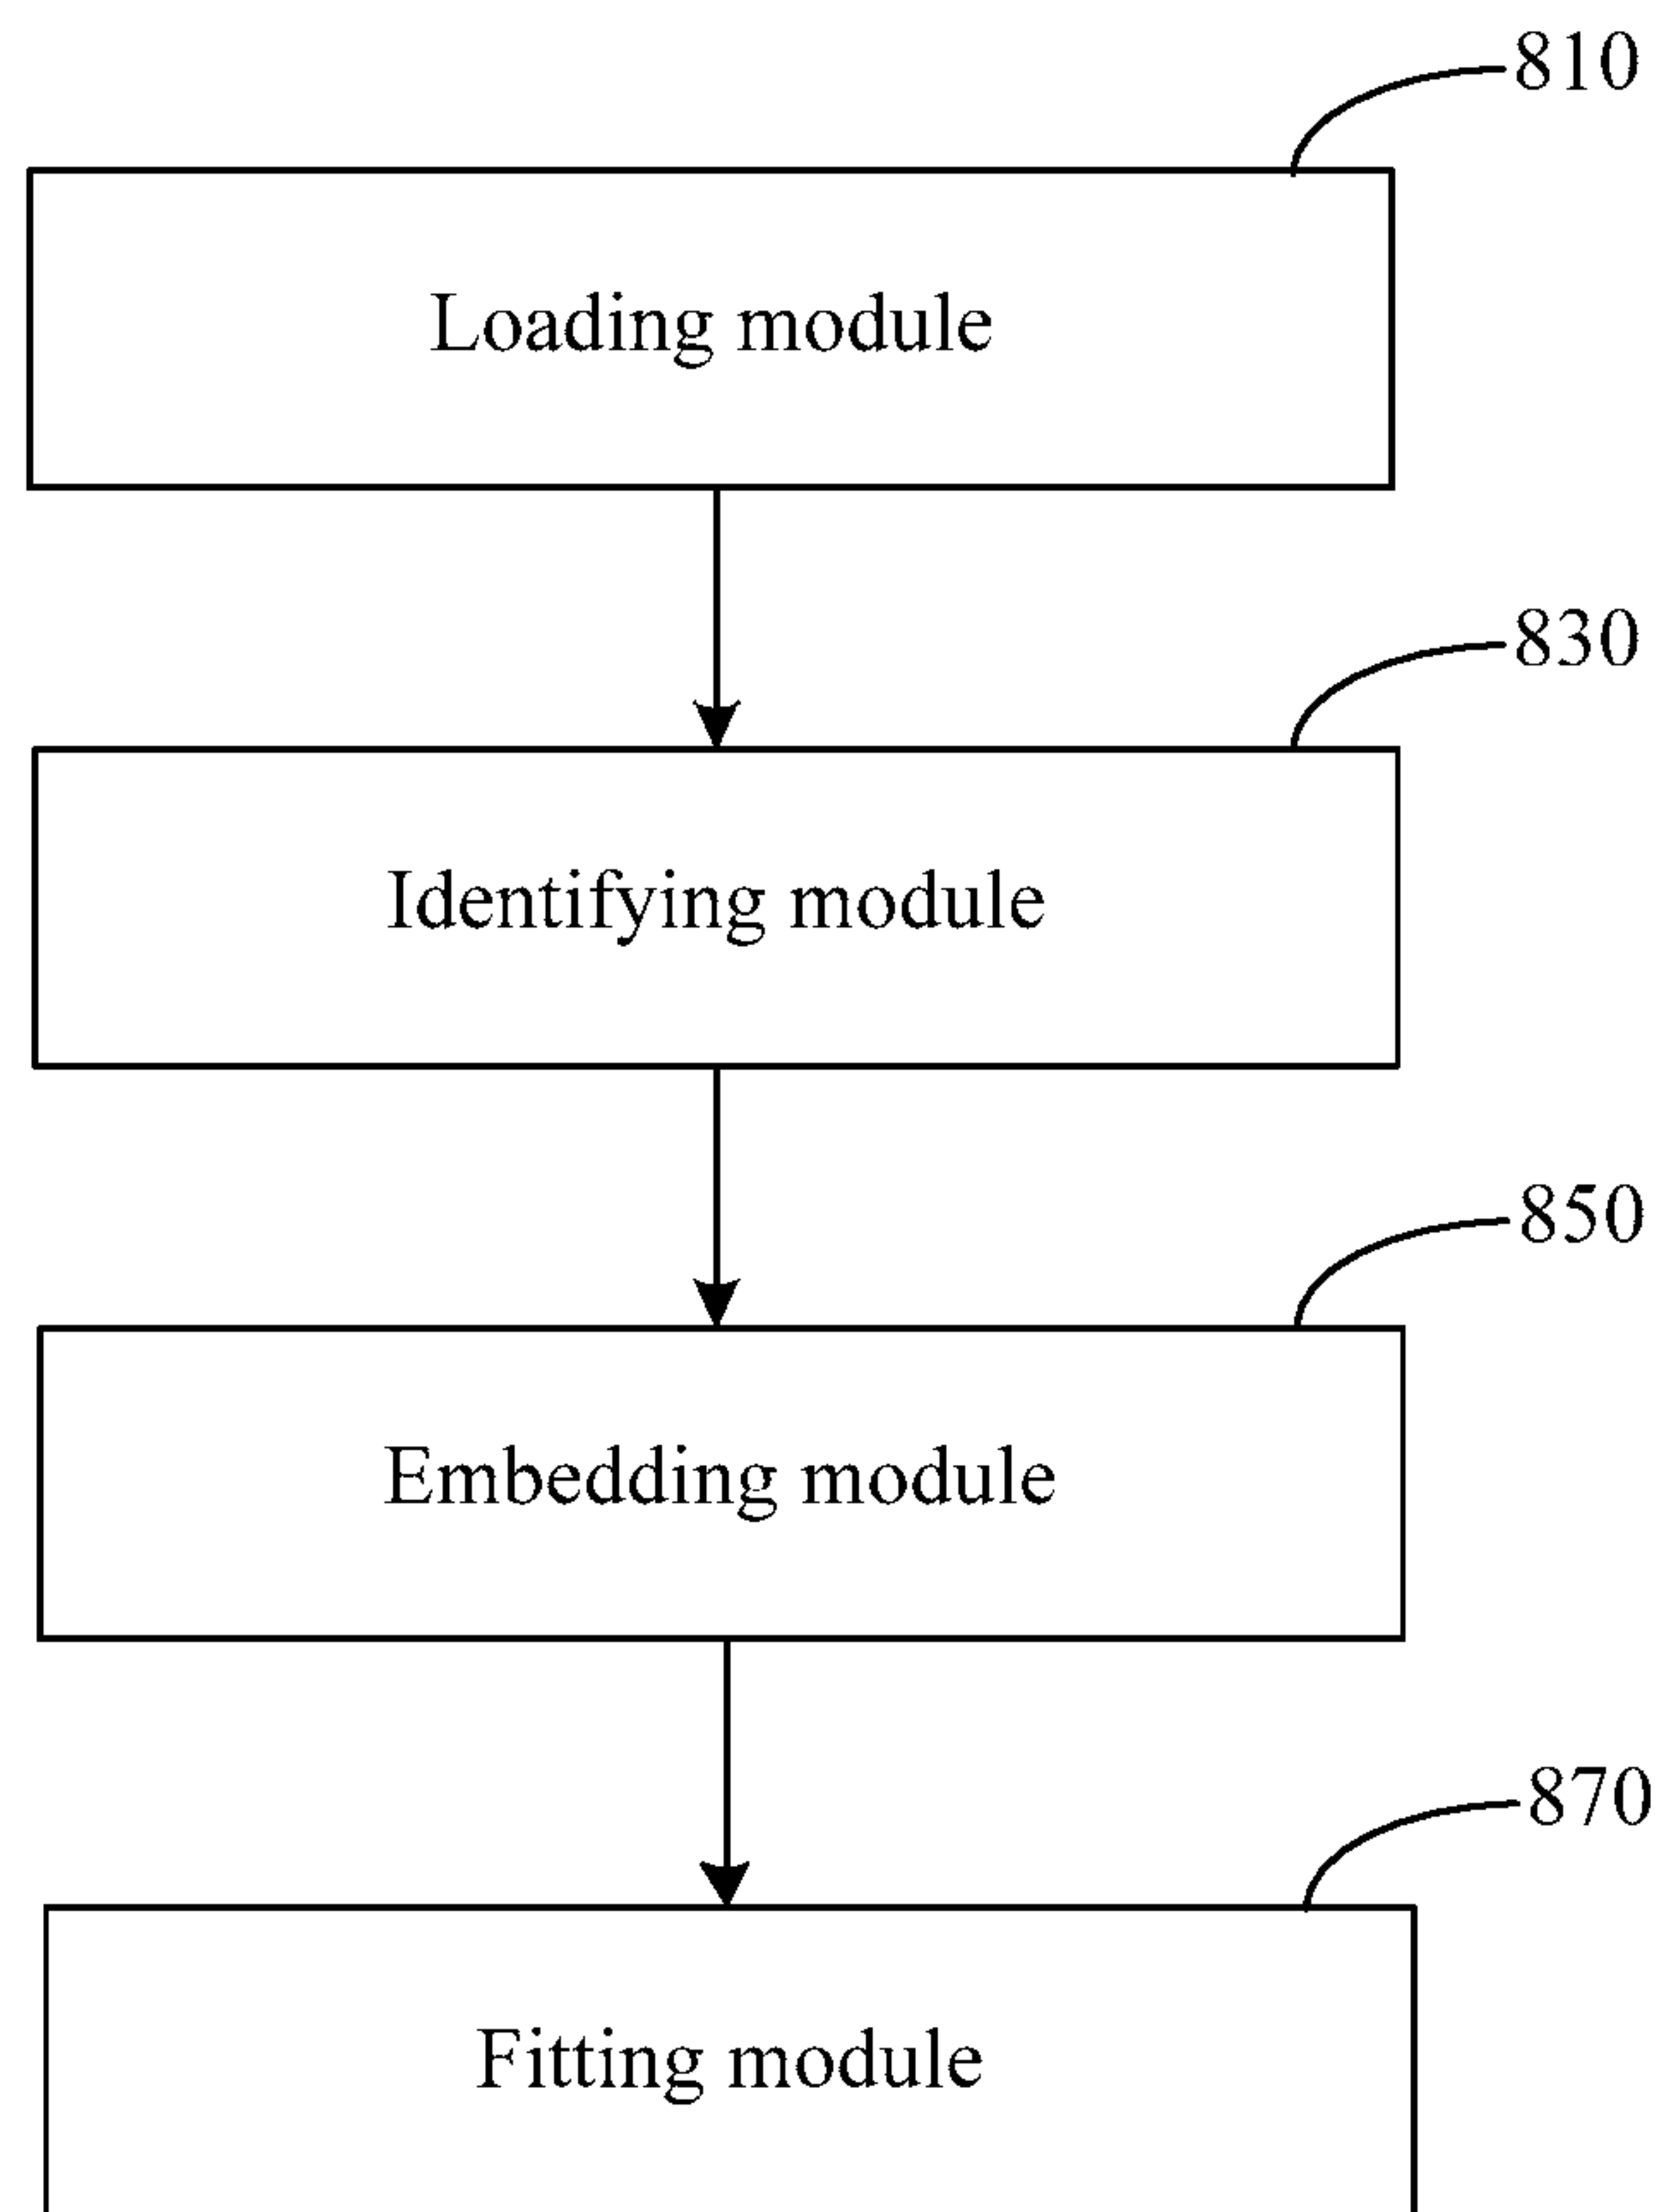 810
Loading module
830
Identifying module
850
Embedding module
870
Fitting module